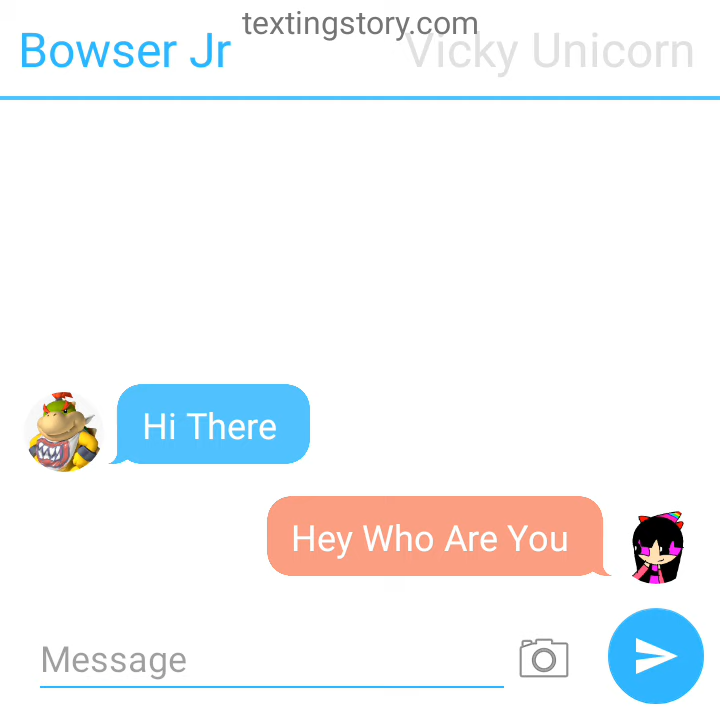 textingstory.com
Bowser Jr
Vicky Unicorn
Hi There
Hey Who Are You
Message